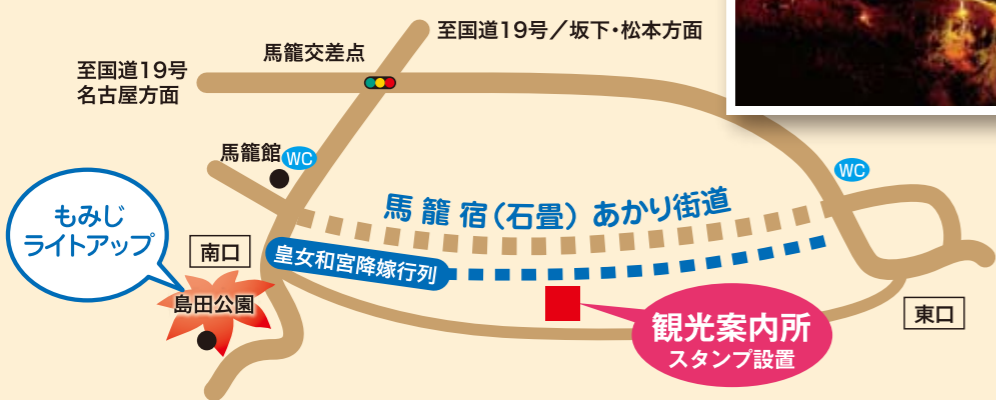 至国道19号／坂下・松本方面
馬籠交差点
至国道19号
名古屋方面
馬籠館
WC
WC
馬籠宿（石畳）あかり街道
もみじ
ライトアップ
南口
皇女和宮降嫁行列
島田公園
観光案内所
スタンプ設置
東口